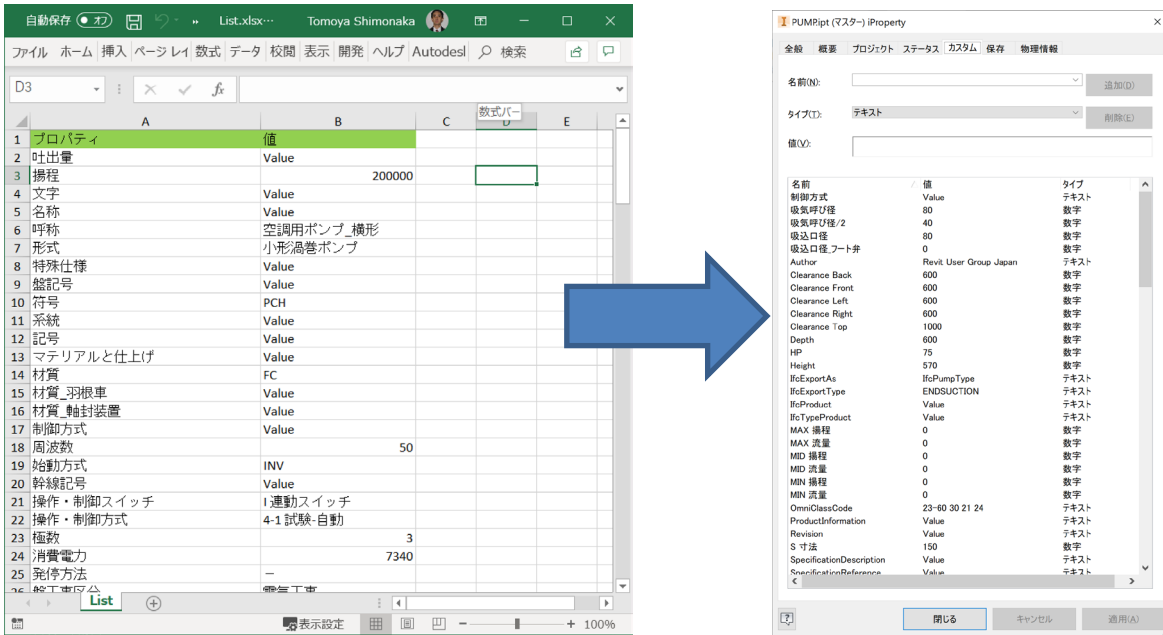 自動保存 オフ List.xlsx… Tomoya Shimonaka
ファイル ホーム 挿入 ページ レイ 数式 データ 校閲 表示 開発 ヘルプ Autodesl 検索
D3 fx
数式バー
A B C D E
1 プロパティ 値
2 吐出量 Value
3 揚程 200000
4 文字 Value
5 名称 Value
6 呼称 空調用ポンプ_横形
7 形式 小形渦巻ポンプ
8 特殊仕様 Value
9 盤記号 Value
10 符号 PCH
11 系統 Value
12 記号 Value
13 マテリアルと仕上げ Value
14 材質 FC
15 材質_羽根車 Value
16 材質_軸封装置 Value
17 制御方式 Value
18 周波数 50
19 始動方式 INV
20 幹線記号 Value
21 操作・制御スイッチ I 連動スイッチ
22 操作・制御方式 4-1 試験-自動
23 極数 3
24 消費電力 7340
25 発停方法 －
26 盤工事区分 電気工事
List
表示設定 100%
PUMP.ipt (マスター) iProperty
全般 概要 プロジェクト ステータス カスタム 保存 物理情報
名前(N): 追加(D)
タイプ(T): テキスト 削除(E)
値(V):
名前 値 タイプ
制御方式 Value テキスト
吸気呼び径 80 数字
吸気呼び径/2 40 数字
吸込口径 80 数字
吸込口径_フート弁 0 数字
Author Revit User Group Japan テキスト
Clearance Back 600 数字
Clearance Front 600 数字
Clearance Left 600 数字
Clearance Right 600 数字
Clearance Top 1000 数字
Depth 600 数字
HP 75 数字
Height 570 数字
IfcExportAs IfcPumpType テキスト
IfcExportType ENDSUCTION テキスト
IfcProduct Value テキスト
IfcTypeProduct Value テキスト
MAX 揚程 0 数字
MAX 流量 0 数字
MID 揚程 0 数字
MID 流量 0 数字
MIN 揚程 0 数字
MIN 流量 0 数字
OmniClassCode 23-60 30 21 24 テキスト
ProductInformation Value テキスト
Revision Value テキスト
S 寸法 150 数字
SpecificationDescription Value テキスト
SpecificationReference Value テキスト
閉じる キャンセル 適用(A)